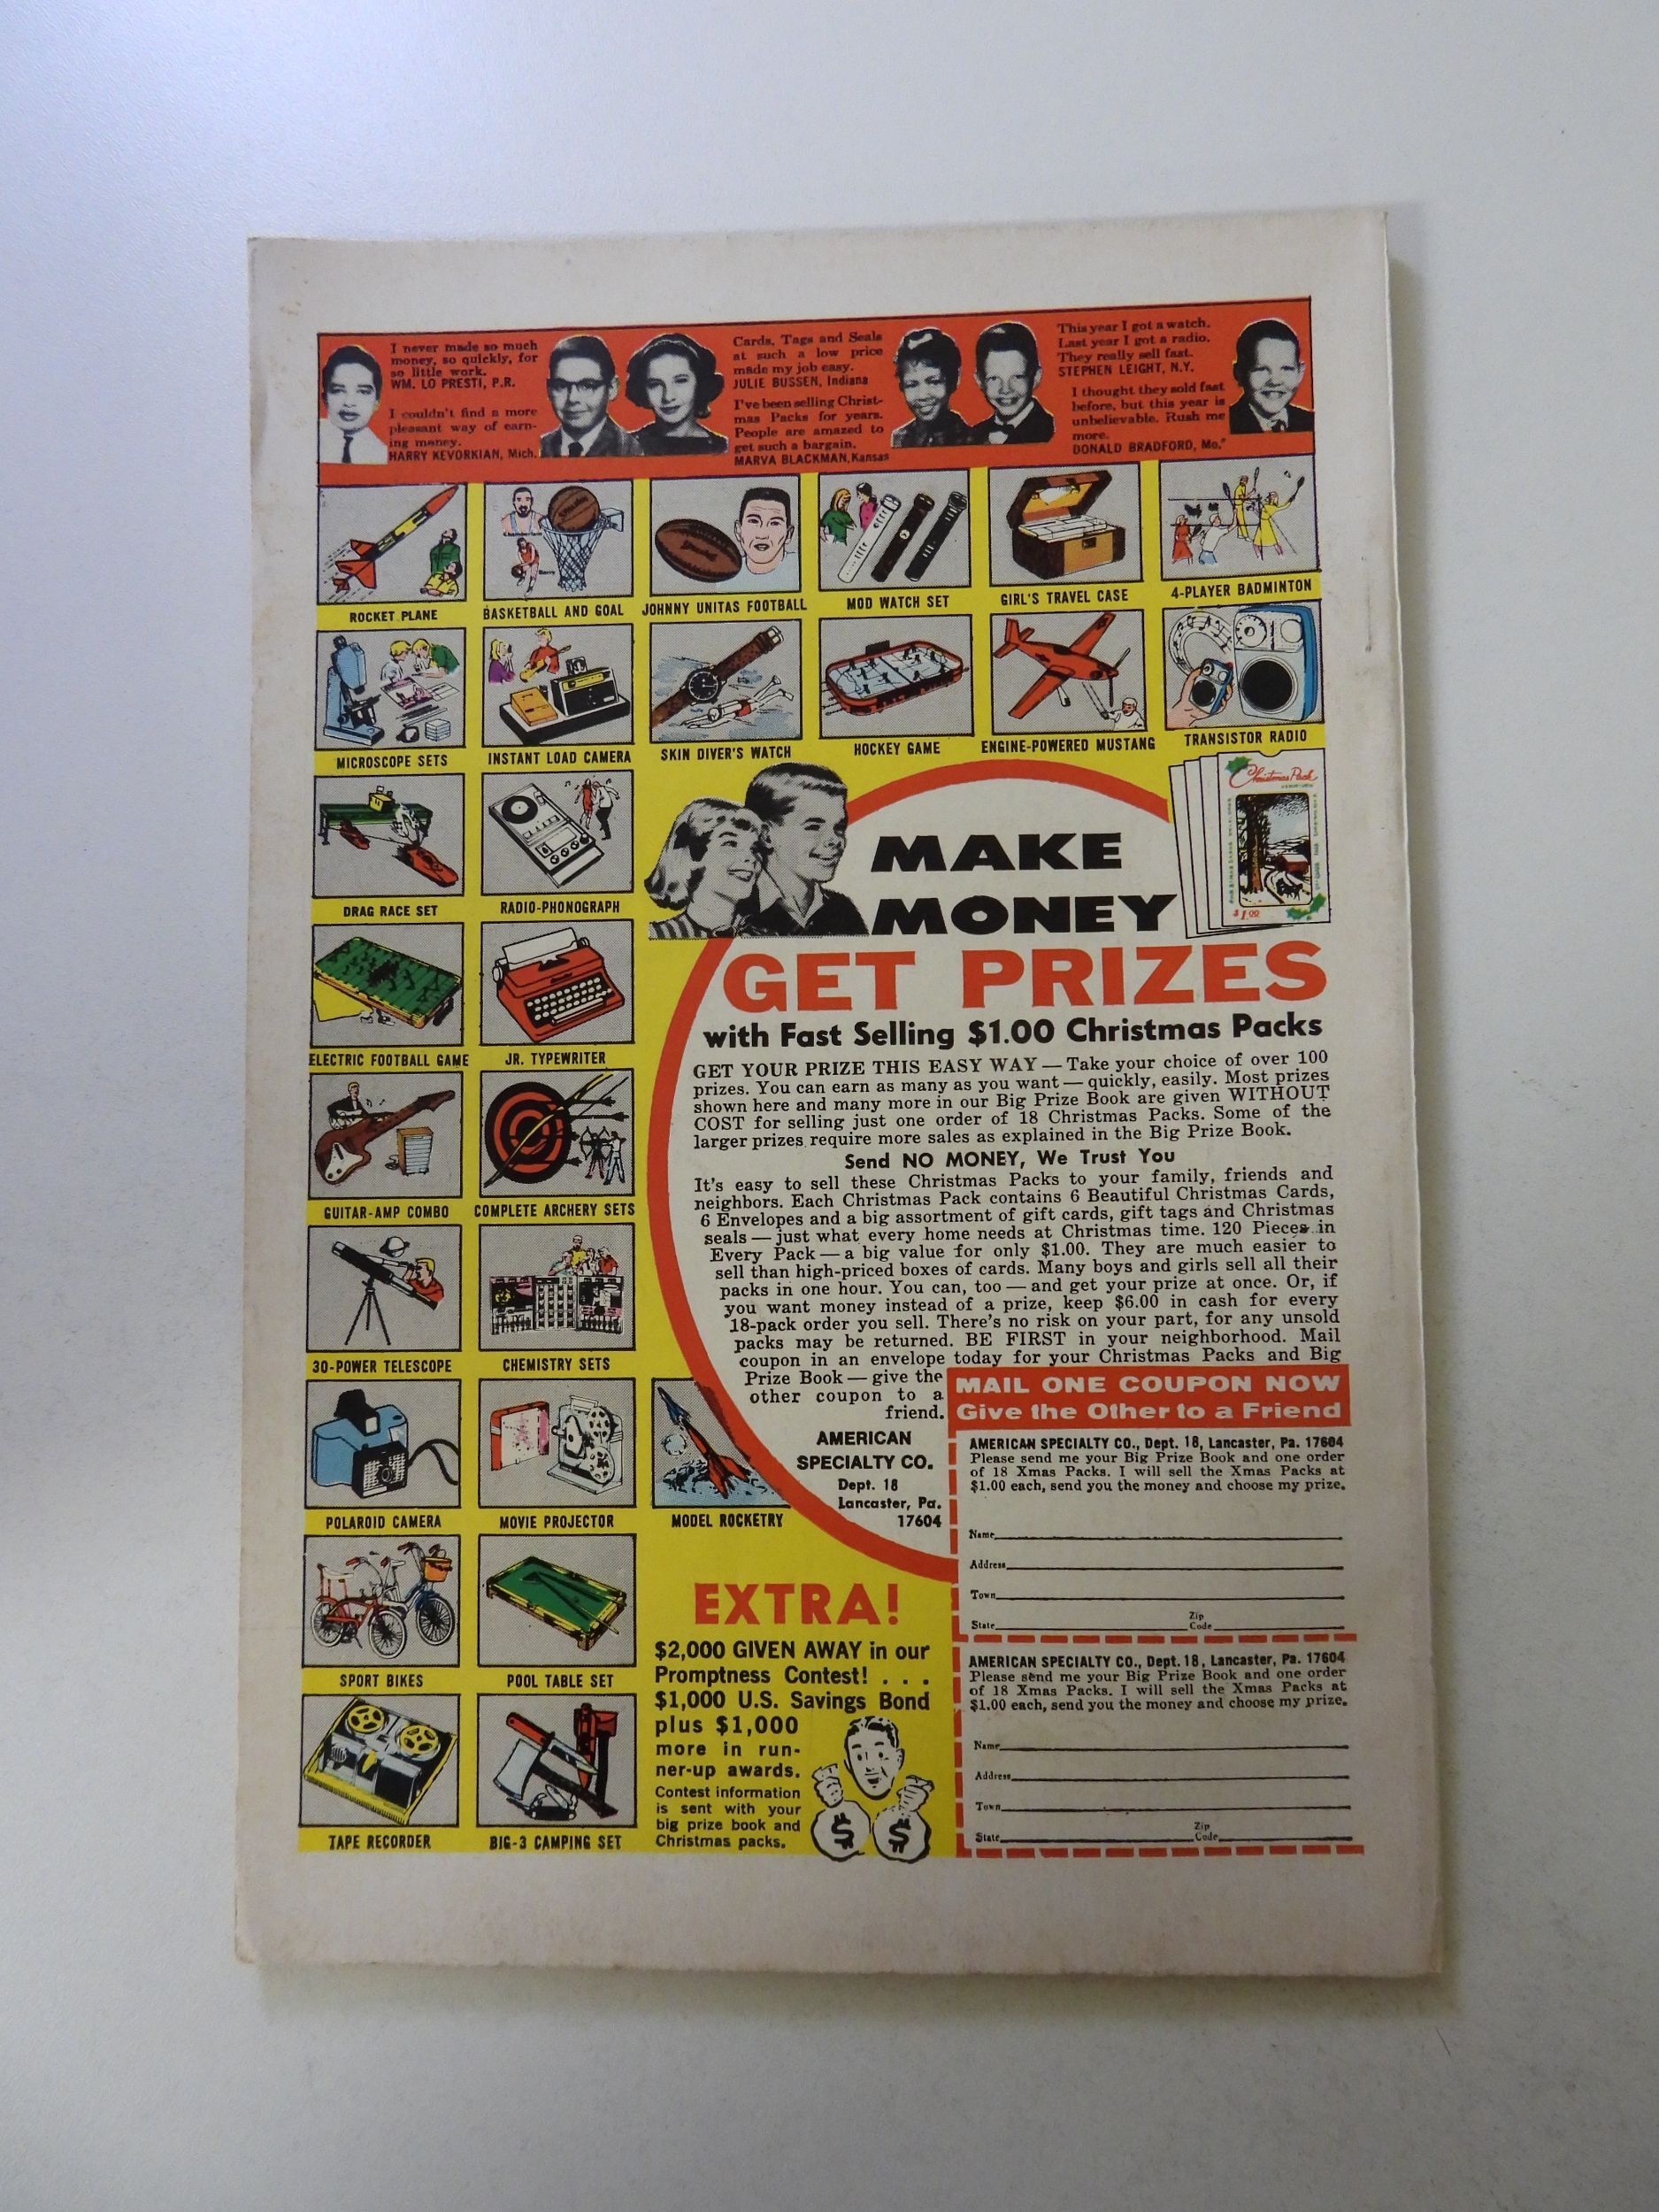 I never made so much
money, so quickly, for
so little work.
WM. LO PRESTI, P.R.
I couldn't find a more
pleasant way of earn-
ing money.
HARRY KEVORKIAN, Mich.
Cards, Tags and Seals
at such a low price
made my job easy.
JULIE BUSSEN, Indiana
I've been selling Christ-
mas Packs for years.
People are amazed to
get such a bargain.
MARVA BLACKMAN, Kansas
This year I got a watch.
Last year I got a radio.
They really sell fast.
STEPHEN LEIGHT, N.Y.
I thought they sold fast
before, but this year is
unbelievable. Rush me
more.
DONALD BRADFORD, Mo."
Chamberlain
ROCKET PLANE
BASKETBALL AND GOAL
JOHNNY UNITAS FOOTBALL
MOD WATCH SET
GIRL'S TRAVEL CASE
4-PLAYER BADMINTON
MICROSCOPE SETS
INSTANT LOAD CAMERA
SKIN DIVER'S WATCH
HOCKEY GAME
ENGINE-POWERED MUSTANG
TRANSISTOR RADIO
DRAG RACE SET
RADIO-PHONOGRAPH
ELECTRIC FOOTBALL GAME
JR. TYPEWRITER
GUITAR-AMP COMBO
COMPLETE ARCHERY SETS
30-POWER TELESCOPE
CHEMISTRY SETS
POLAROID CAMERA
MOVIE PROJECTOR
MODEL ROCKETRY
SPORT BIKES
POOL TABLE SET
TAPE RECORDER
BIG-3 CAMPING SET
Christmas Pack
$1.00
MAKE
MONEY
GET PRIZES
with Fast Selling $1.00 Christmas Packs
GET YOUR PRIZE THIS EASY WAY — Take your choice of over 100
prizes. You can earn as many as you want — quickly, easily. Most prizes
shown here and many more in our Big Prize Book are given WITHOUT
COST for selling just one order of 18 Christmas Packs. Some of the
larger prizes require more sales as explained in the Big Prize Book.
Send NO MONEY, We Trust You
It's easy to sell these Christmas Packs to your family, friends and
neighbors. Each Christmas Pack contains 6 Beautiful Christmas Cards,
6 Envelopes and a big assortment of gift cards, gift tags and Christmas
seals — just what every home needs at Christmas time. 120 Pieces in
Every Pack — a big value for only $1.00. They are much easier to
sell than high-priced boxes of cards. Many boys and girls sell all their
packs in one hour. You can, too — and get your prize at once. Or, if
you want money instead of a prize, keep $6.00 in cash for every
18-pack order you sell. There's no risk on your part, for any unsold
packs may be returned. BE FIRST in your neighborhood. Mail
coupon in an envelope today for your Christmas Packs and Big
Prize Book — give the
other coupon to a
friend.
AMERICAN
SPECIALTY CO.
Dept. 18
Lancaster, Pa.
17604
EXTRA!
$2,000 GIVEN AWAY in our
Promptness Contest! . . .
$1,000 U.S. Savings Bond
plus $1,000
more in run-
ner-up awards.
Contest information
is sent with your
big prize book and
Christmas packs.
$ $
MAIL ONE COUPON NOW
Give the Other to a Friend
AMERICAN SPECIALTY CO., Dept. 18, Lancaster, Pa. 17604
Please send me your Big Prize Book and one order
of 18 Xmas Packs. I will sell the Xmas Packs at
$1.00 each, send you the money and choose my prize.
Name
Address
Town
State Zip Code
AMERICAN SPECIALTY CO., Dept. 18, Lancaster, Pa. 17604
Please send me your Big Prize Book and one order
of 18 Xmas Packs. I will sell the Xmas Packs at
$1.00 each, send you the money and choose my prize.
Name
Address
Town
State Zip Code